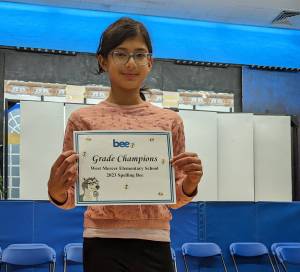 bee
Grade Champions
West Mercer Elementary School
2023 Spelling Bee